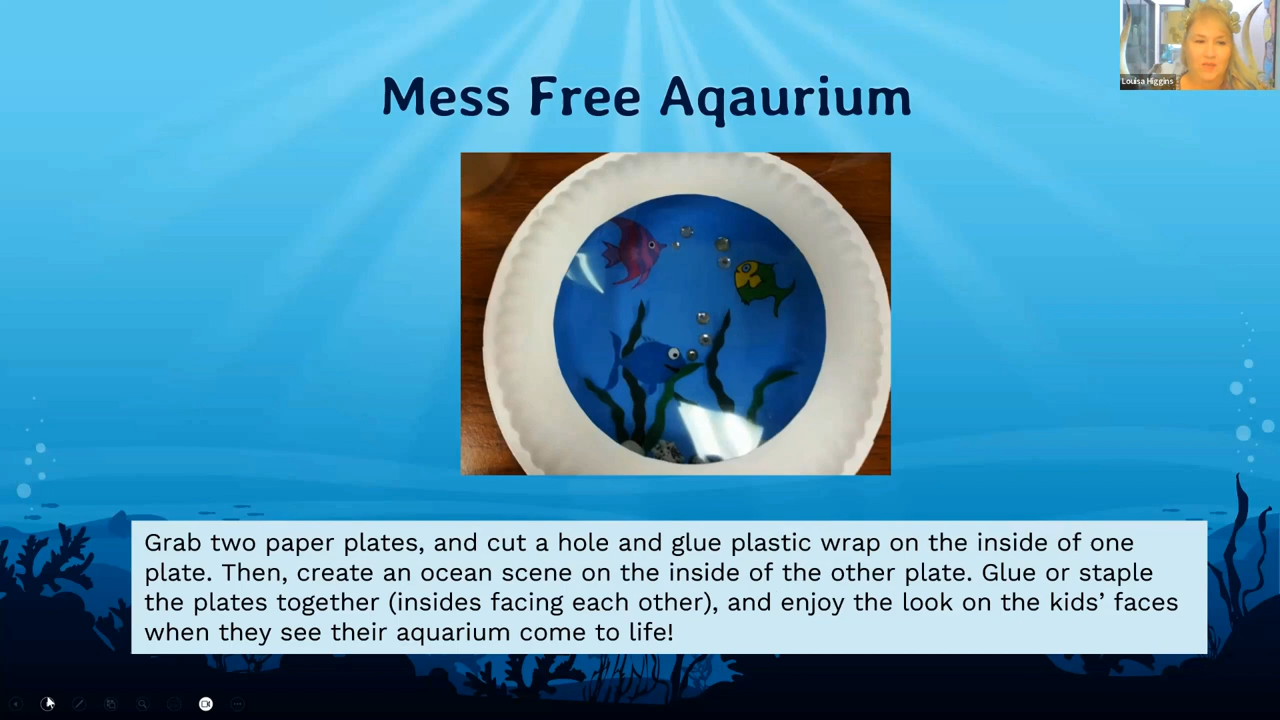 Mess Free Aqaurium
Louisa Higgins
Grab two paper plates, and cut a hole and glue plastic wrap on the inside of one
plate. Then, create an ocean scene on the inside of the other plate. Glue or staple
the plates together (insides facing each other), and enjoy the look on the kids’ faces
when they see their aquarium come to life!